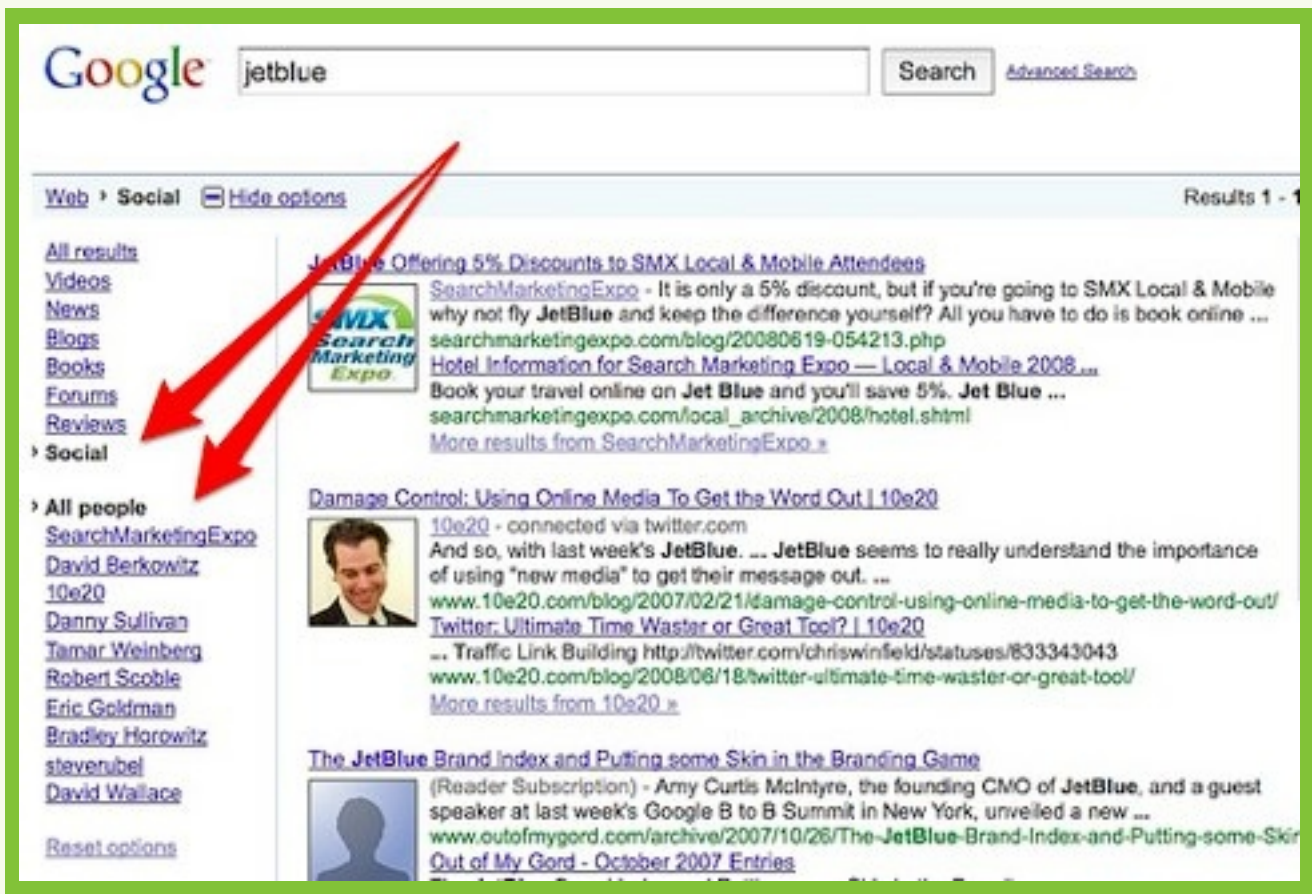 Google
jetblue
Search
Advanced Search
Web › Social
Hide options
Results 1 - 1
All results
Videos
News
Blogs
Books
Forums
Reviews
› Social
› All people
SearchMarketingExpo
David Berkowitz
10e20
Danny Sullivan
Tamar Weinberg
Robert Scoble
Eric Goldman
Bradley Horowitz
steverubel
David Wallace
Reset options
JetBlue Offering 5% Discounts to SMX Local & Mobile Attendees
SMX
Search
Marketing
Expo
SearchMarketingExpo - It is only a 5% discount, but if you're going to SMX Local & Mobile
why not fly JetBlue and keep the difference yourself? All you have to do is book online ...
searchmarketingexpo.com/blog/20080619-054213.php
Hotel Information for Search Marketing Expo — Local & Mobile 2008 ...
Book your travel online on Jet Blue and you'll save 5%. Jet Blue ...
searchmarketingexpo.com/local_archive/2008/hotel.shtml
More results from SearchMarketingExpo »
Damage Control: Using Online Media To Get the Word Out | 10e20
10e20 - connected via twitter.com
And so, with last week's JetBlue. ... JetBlue seems to really understand the importance
of using "new media" to get their message out. ...
www.10e20.com/blog/2007/02/21/damage-control-using-online-media-to-get-the-word-out/
Twitter: Ultimate Time Waster or Great Tool? | 10e20
... Traffic Link Building http://twitter.com/chriswinfield/statuses/833343043
www.10e20.com/blog/2008/06/18/twitter-ultimate-time-waster-or-great-tool/
More results from 10e20 »
The JetBlue Brand Index and Putting some Skin in the Branding Game
(Reader Subscription) - Amy Curtis McIntyre, the founding CMO of JetBlue, and a guest
speaker at last week's Google B to B Summit in New York, unveiled a new ...
www.outofmygord.com/archive/2007/10/26/The-JetBlue-Brand-Index-and-Putting-some-Skin
Out of My Gord - October 2007 Entries